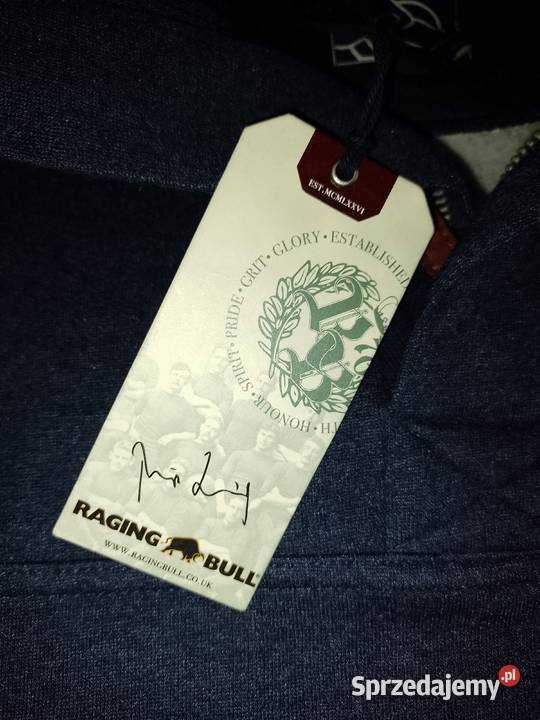 EST. MCMLXXVI
HONOUR • SPIRIT • PRIDE • GRIT • GLORY • ESTABLISHED
RAGING BULL
WWW.RAGINGBULL.CO.UK
Sprzedajemy.pl